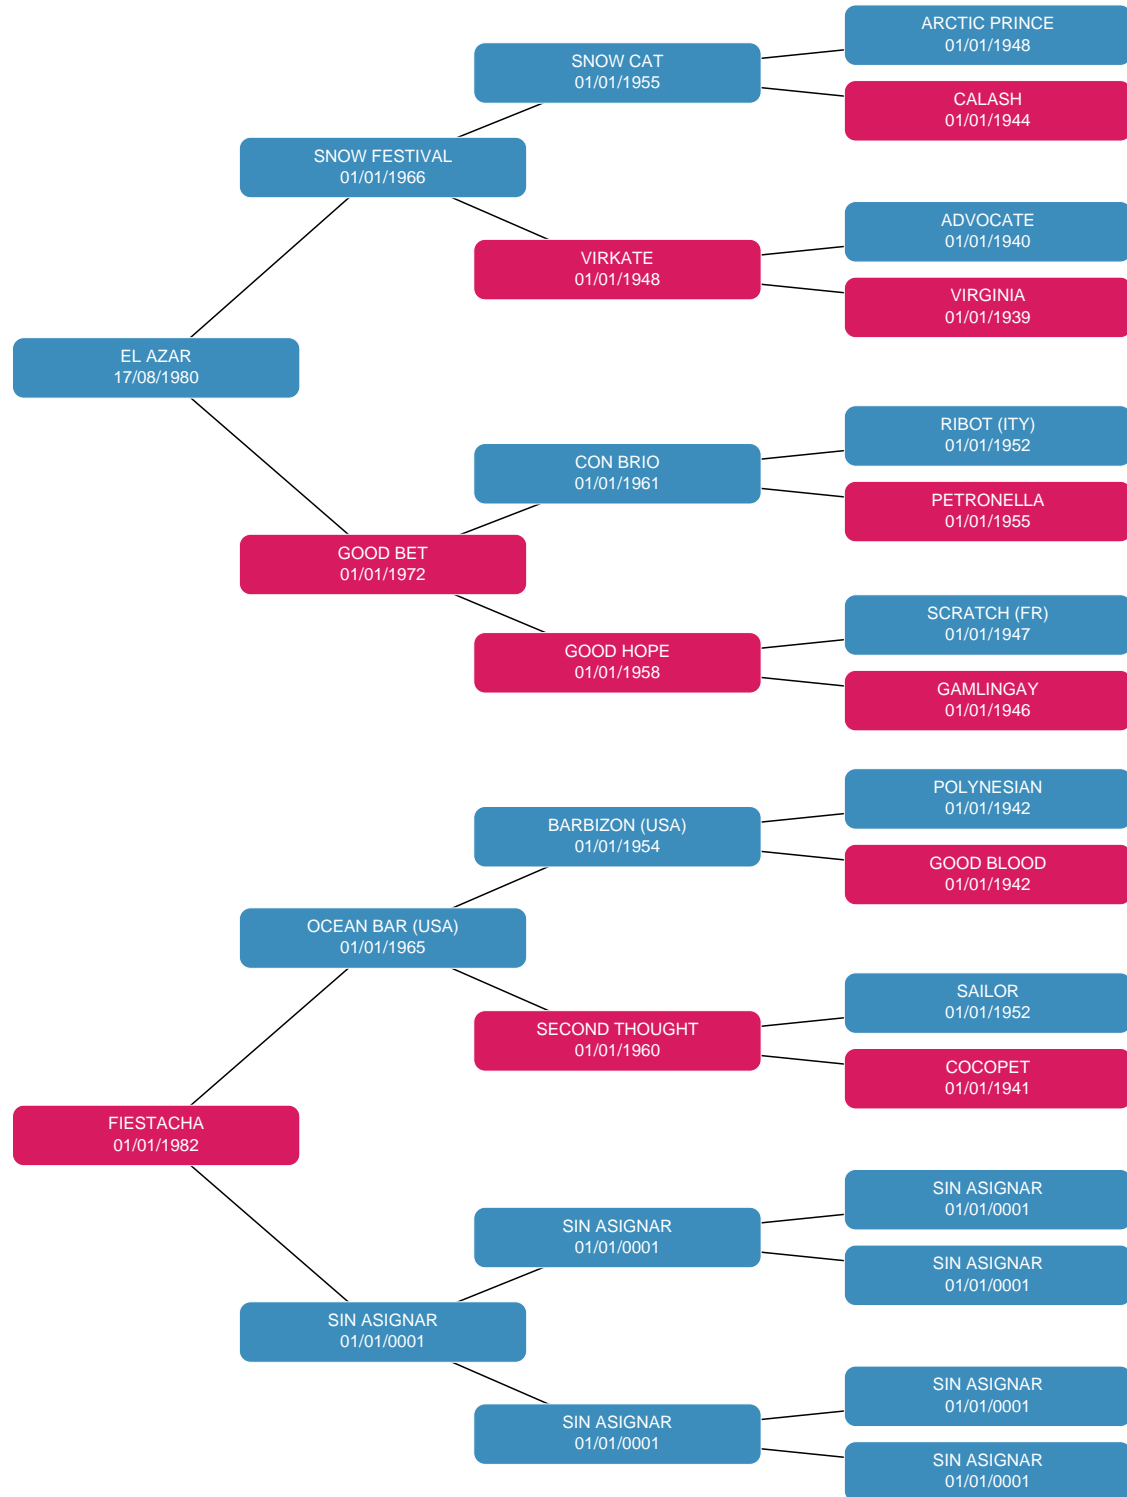 ARCTIC PRINCE
01/01/1948
SNOW CAT
01/01/1955
CALASH
01/01/1944
SNOW FESTIVAL
01/01/1966
ADVOCATE
01/01/1940
VIRKATE
01/01/1948
VIRGINIA
01/01/1939
EL AZAR
17/08/1980
RIBOT (ITY)
01/01/1952
CON BRIO
01/01/1961
PETRONELLA
01/01/1955
GOOD BET
01/01/1972
SCRATCH (FR)
01/01/1947
GOOD HOPE
01/01/1958
GAMLINGAY
01/01/1946
POLYNESIAN
01/01/1942
BARBIZON (USA)
01/01/1954
GOOD BLOOD
01/01/1942
OCEAN BAR (USA)
01/01/1965
SAILOR
01/01/1952
SECOND THOUGHT
01/01/1960
COCOPET
01/01/1941
FIESTACHA
01/01/1982
SIN ASIGNAR
01/01/0001
SIN ASIGNAR
01/01/0001
SIN ASIGNAR
01/01/0001
SIN ASIGNAR
01/01/0001
SIN ASIGNAR
01/01/0001
SIN ASIGNAR
01/01/0001
SIN ASIGNAR
01/01/0001